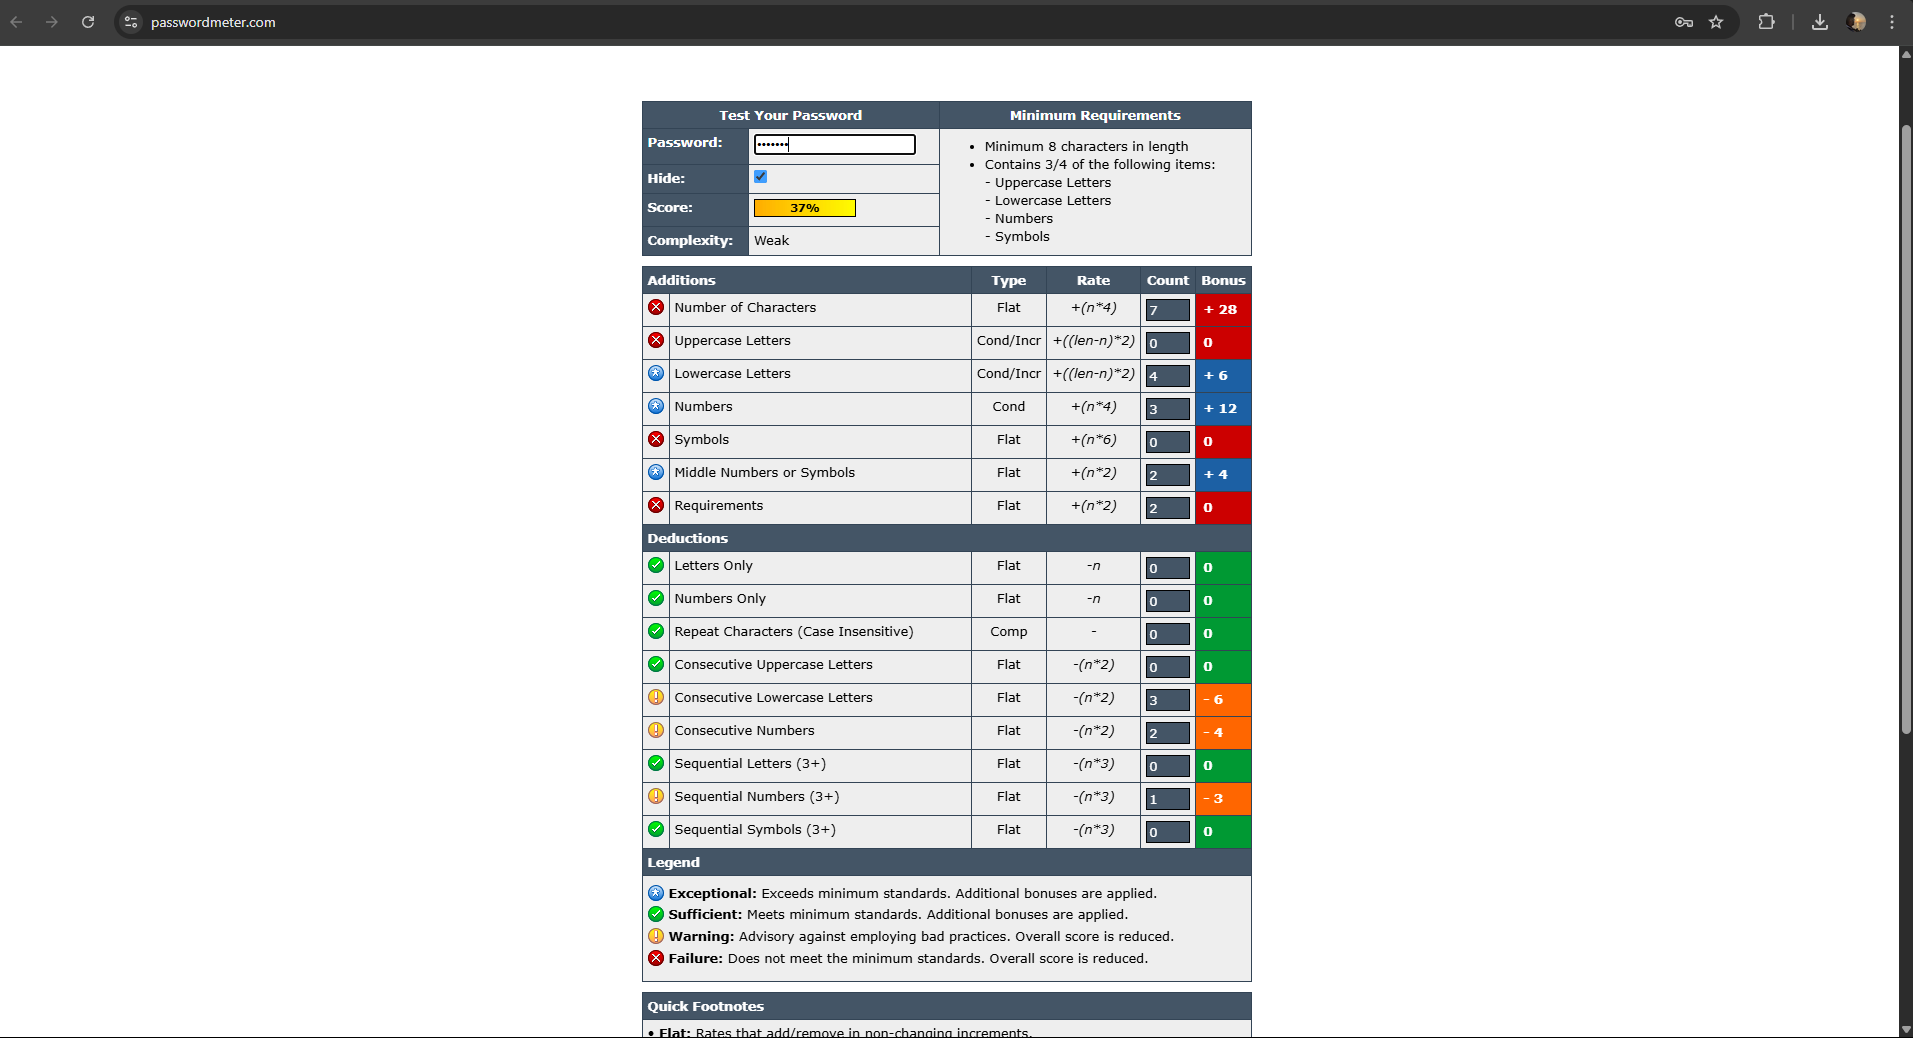 passwordmeter.com
Test Your Password Minimum Requirements
Password: •••••••
Hide:
Score: 37%
Complexity: Weak
• Minimum 8 characters in length
• Contains 3/4 of the following items:
- Uppercase Letters
- Lowercase Letters
- Numbers
- Symbols
Additions Type Rate Count Bonus
Number of Characters Flat +(n*4) 7 + 28
Uppercase Letters Cond/Incr +((len-n)*2) 0 0
Lowercase Letters Cond/Incr +((len-n)*2) 4 + 6
Numbers Cond +(n*4) 3 + 12
Symbols Flat +(n*6) 0 0
Middle Numbers or Symbols Flat +(n*2) 2 + 4
Requirements Flat +(n*2) 2 0
Deductions
Letters Only Flat -n 0 0
Numbers Only Flat -n 0 0
Repeat Characters (Case Insensitive) Comp - 0 0
Consecutive Uppercase Letters Flat -(n*2) 0 0
Consecutive Lowercase Letters Flat -(n*2) 3 - 6
Consecutive Numbers Flat -(n*2) 2 - 4
Sequential Letters (3+) Flat -(n*3) 0 0
Sequential Numbers (3+) Flat -(n*3) 1 - 3
Sequential Symbols (3+) Flat -(n*3) 0 0
Legend
Exceptional: Exceeds minimum standards. Additional bonuses are applied.
Sufficient: Meets minimum standards. Additional bonuses are applied.
Warning: Advisory against employing bad practices. Overall score is reduced.
Failure: Does not meet the minimum standards. Overall score is reduced.
Quick Footnotes
• Flat: Rates that add/remove in non-changing increments.